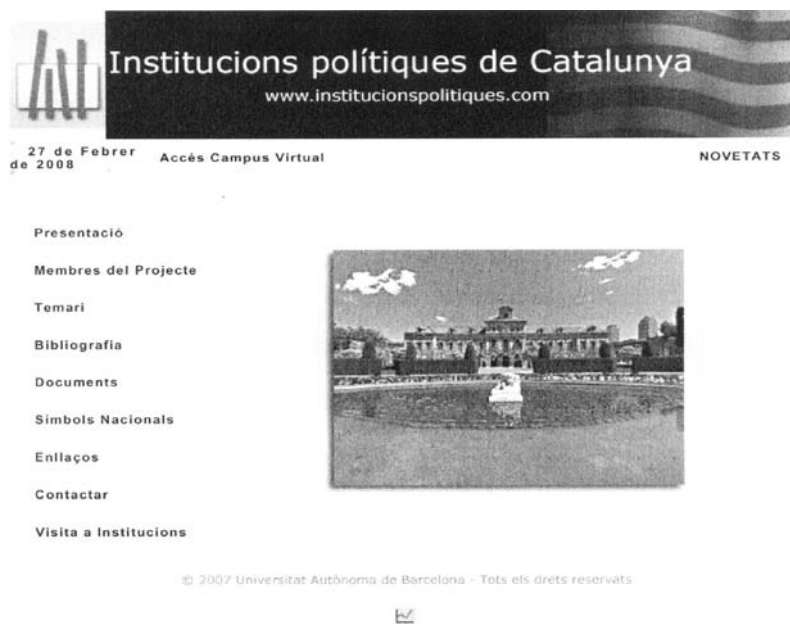 Institucions polítiques de Catalunya
www.institucionspolitiques.com
27 de Febrer
de 2008
Accès Campus Virtual
NOVETATS
Presentació
Membres del Projecte
Temari
Bibliografia
Documents
Símbols Nacionals
Enllaços
Contactar
Visita a Institucions
© 2007 Universitat Autònoma de Barcelona - Tots els drets reservats